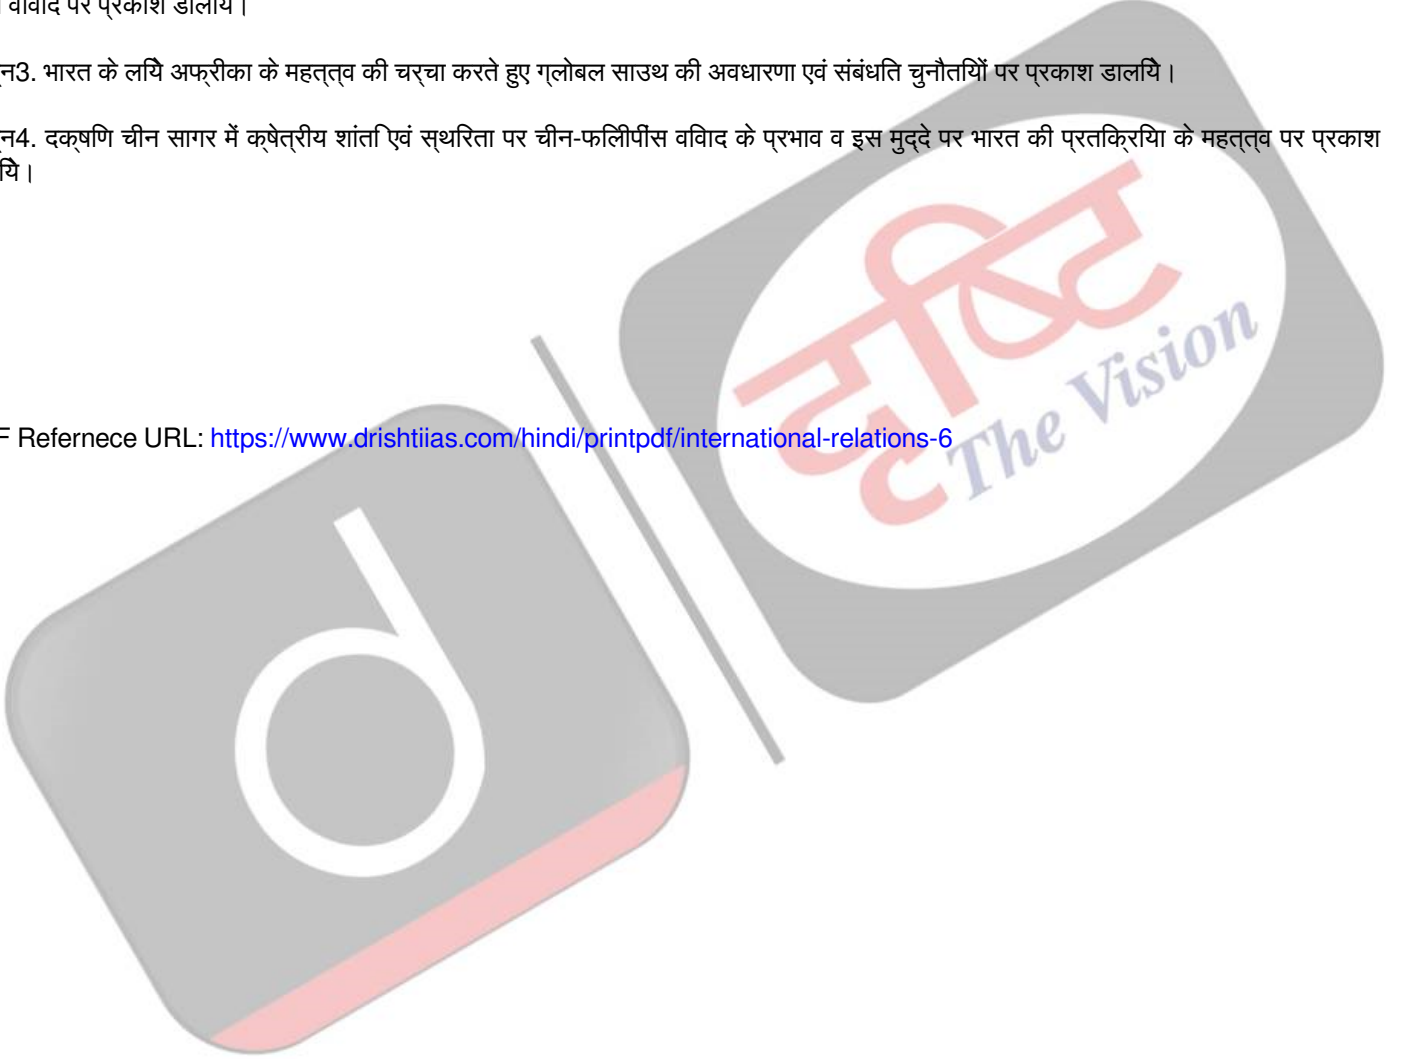 विवाद पर प्रकाश डालिये।
न3. भारत के लिये अफ्रीका के महत्त्व की चर्चा करते हुए ग्लोबल साउथ की अवधारणा एवं संबंधित चुनौतियों पर प्रकाश डालिये।
न4. दक्षिण चीन सागर में क्षेत्रीय शांति एवं स्थिरता पर चीन-फिलीपींस विवाद के प्रभाव व इस मुद्दे पर भारत की प्रतिक्रिया के महत्त्व पर प्रकाश
ये।
दृष्टि
The Vision
F Refernece URL: https://www.drishtiias.com/hindi/printpdf/international-relations-6
d